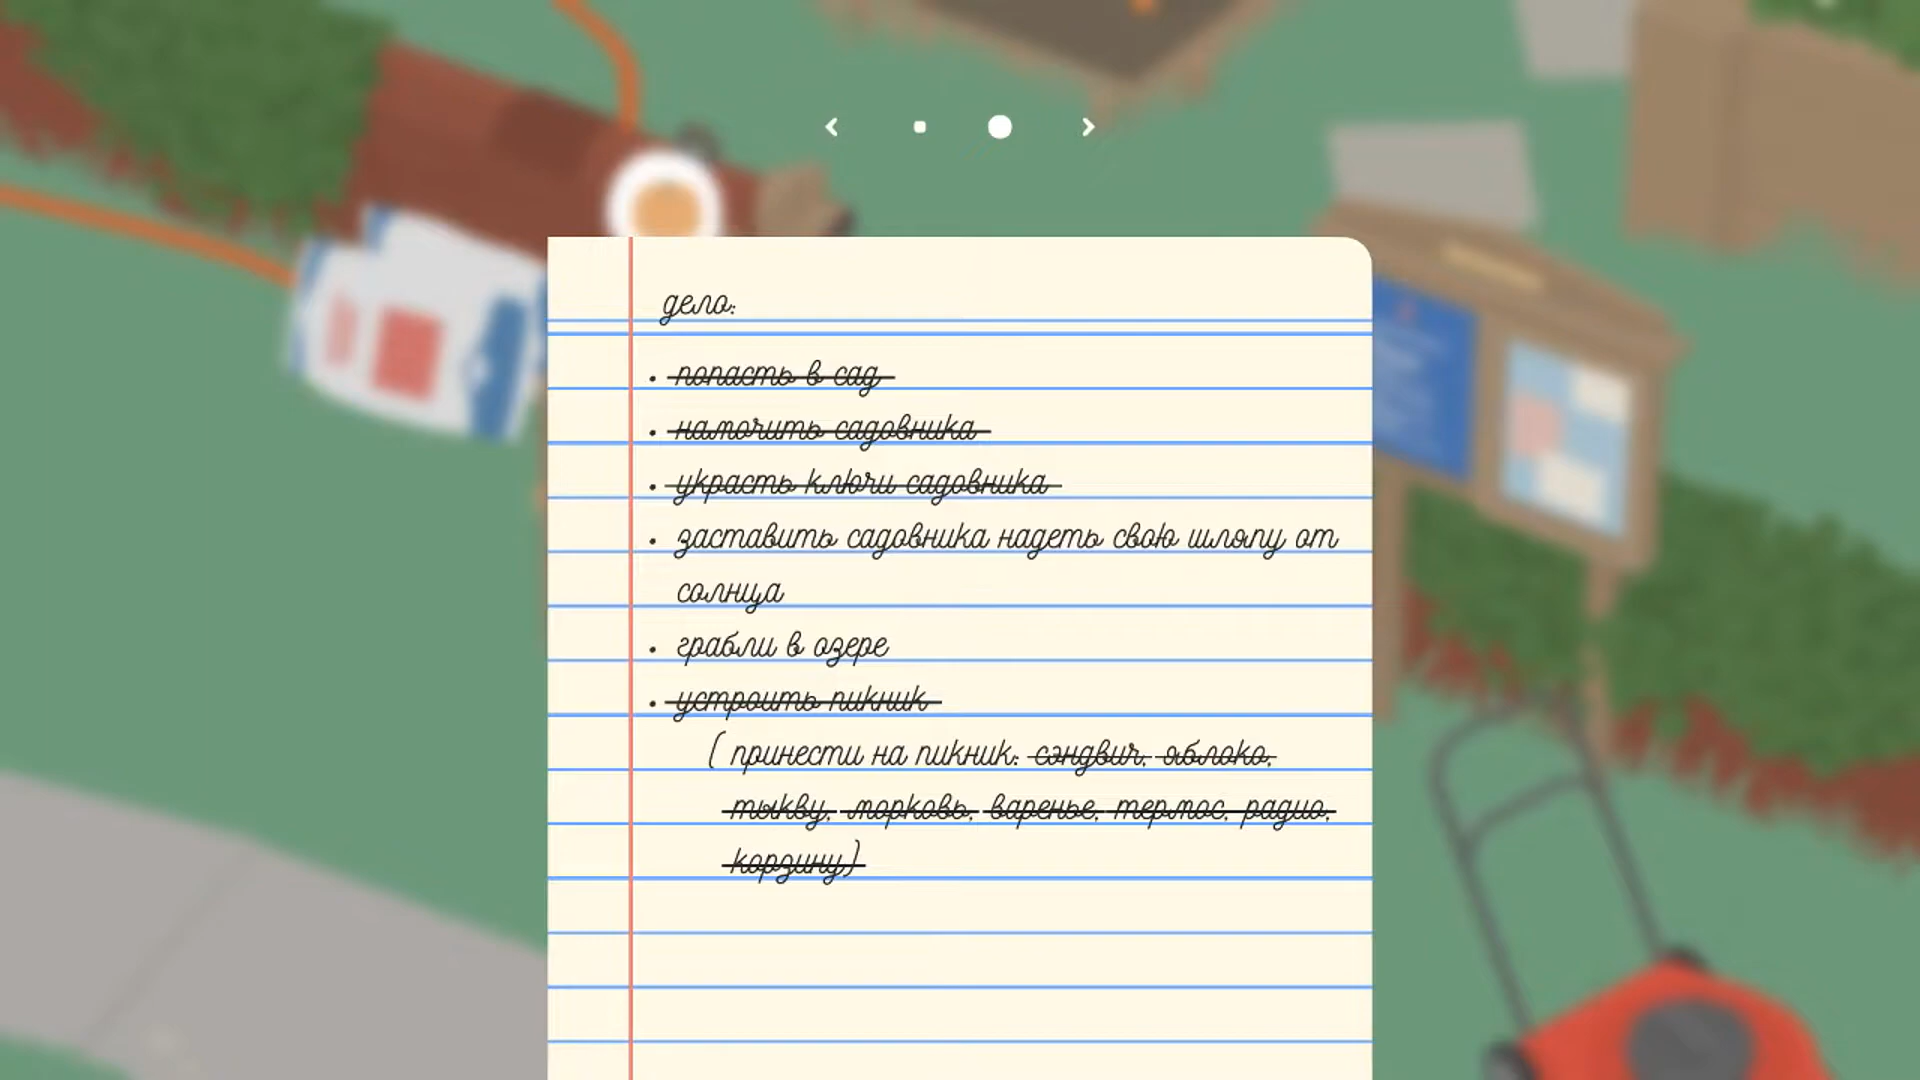 дело:
• попасть в сад
• намочить садовника
• украсть ключи садовника
• заставить садовника надеть свою шляпу от
солнца
• грабли в озере
• устроить пикник
( принести на пикник: сэндвич, яблоко,
тыкву, морковь, варенье, термос, радио,
корзину)